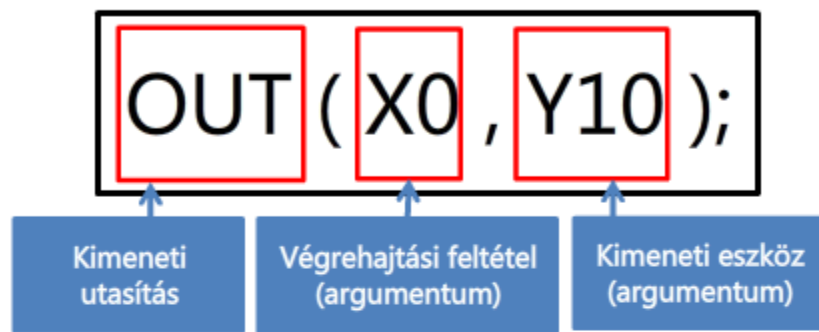 OUT ( X0 , Y10 );
Kimeneti
utasítás
Végrehajtási feltétel
(argumentum)
Kimeneti eszköz
(argumentum)